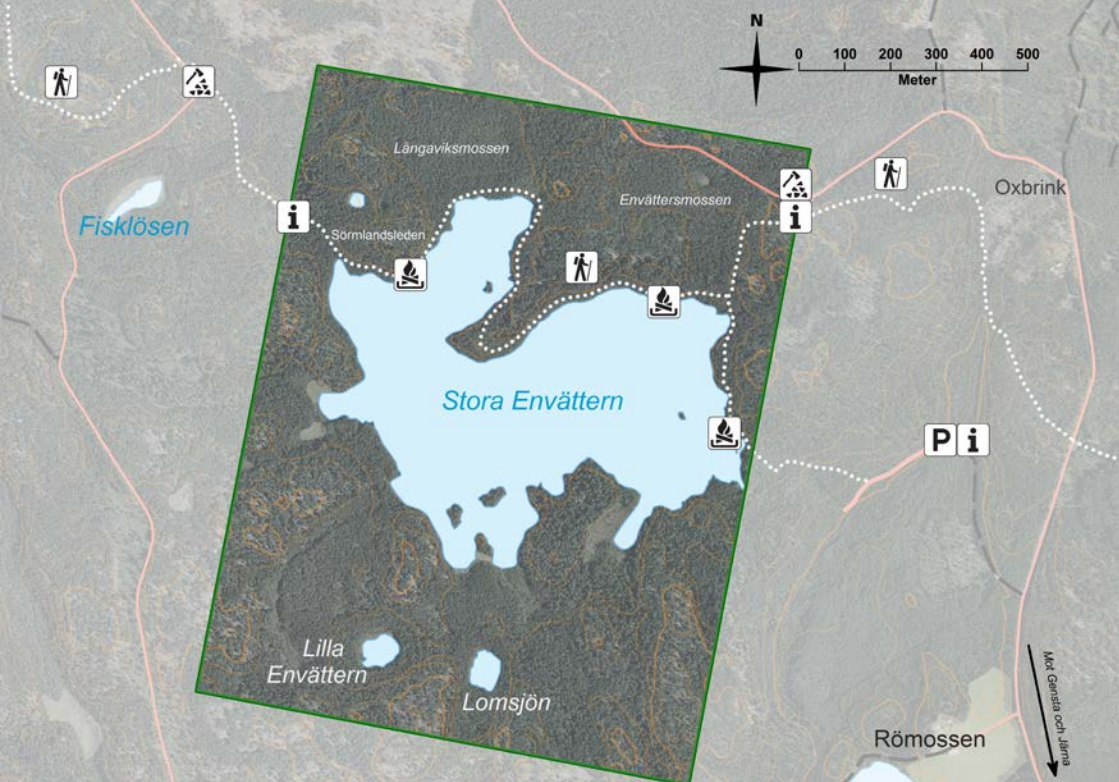 N
0 100 200 300 400 500
Meter
Långaviksmossen
Envättersmossen
Oxbrink
Fisklösen
i
Sörmlandsleden
i
Stora Envättern
P i
Lilla
Envättern
Lomsjön
Mot Gensta och Järna
Römossen